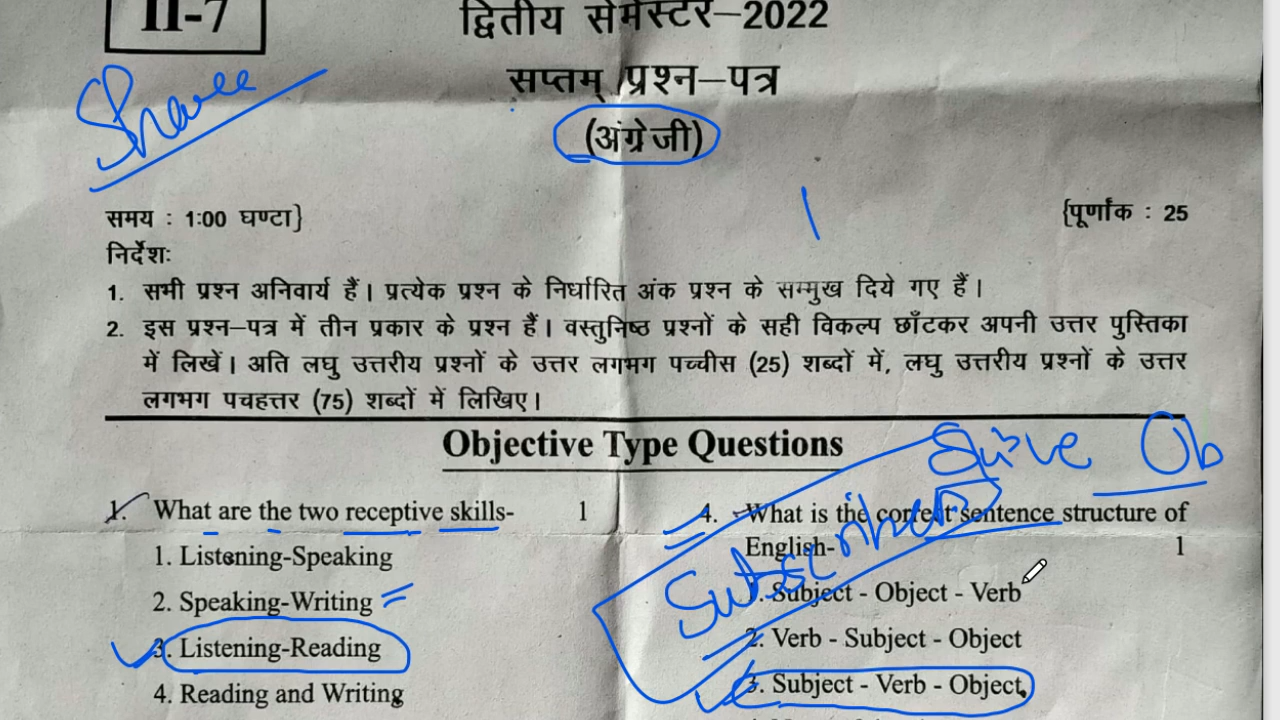 II-7
द्वितीय सेमेस्टर–2022
सप्तम् प्रश्न–पत्र
(अंग्रेजी)
समय : 1:00 घण्टा}
{पूर्णांक : 25
निर्देशः
1. सभी प्रश्न अनिवार्य हैं। प्रत्येक प्रश्न के निर्धारित अंक प्रश्न के सम्मुख दिये गए हैं।
2. इस प्रश्न–पत्र में तीन प्रकार के प्रश्न हैं। वस्तुनिष्ठ प्रश्नों के सही विकल्प छाँटकर अपनी उत्तर पुस्तिका
में लिखें। अति लघु उत्तरीय प्रश्नों के उत्तर लगभग पच्चीस (25) शब्दों में, लघु उत्तरीय प्रश्नों के उत्तर
लगभग पचहत्तर (75) शब्दों में लिखिए।
Objective Type Questions
1. What are the two receptive skills- 1
1. Listening-Speaking
2. Speaking-Writing
3. Listening-Reading
4. Reading and Writing
4. What is the correct sentence structure of
English- 1
1. Subject - Object - Verb
2. Verb - Subject - Object
3. Subject - Verb - Object
Ob